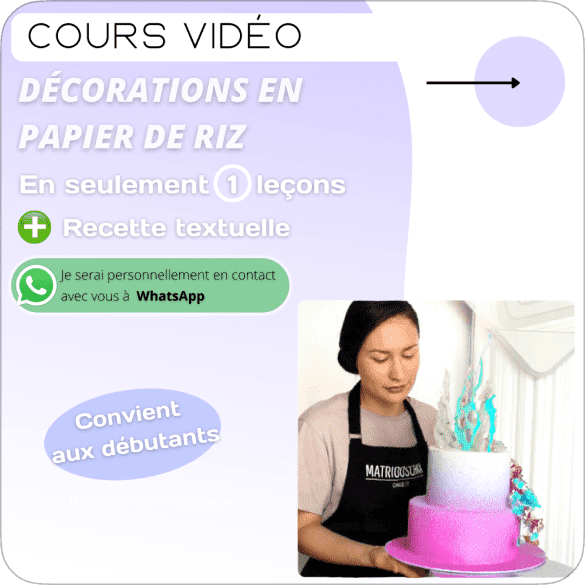 COURS VIDÉO
DÉCORATIONS EN
PAPIER DE RIZ
En seulement 1 leçons
Recette textuelle
Je serai personnellement en contact
avec vous à WhatsApp
Convient
aux débutants
MATRIOUSCHKA